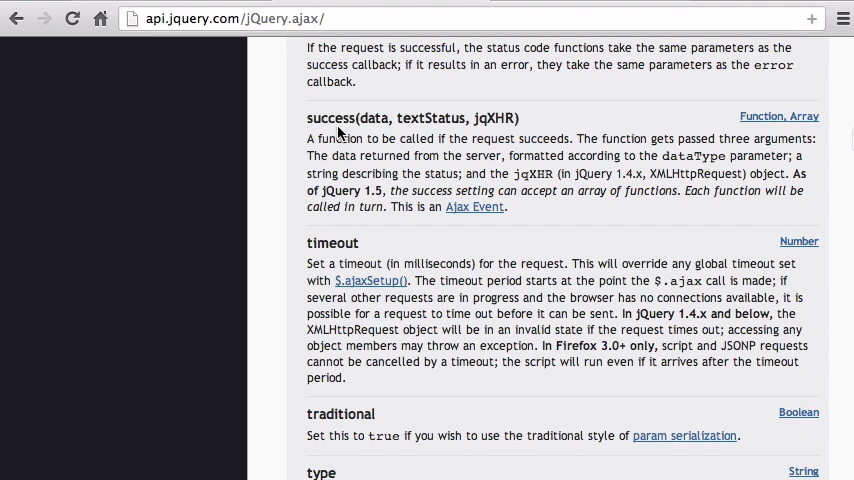 api.jquery.com/jQuery.ajax/
If the request is successful, the status code functions take the same parameters as the
success callback; if it results in an error, they take the same parameters as the error
callback.
success(data, textStatus, jqXHR)
Function, Array
A function to be called if the request succeeds. The function gets passed three arguments:
The data returned from the server, formatted according to the dataType parameter; a
string describing the status; and the jqXHR (in jQuery 1.4.x, XMLHttpRequest) object. As
of jQuery 1.5, the success setting can accept an array of functions. Each function will be
called in turn. This is an Ajax Event.
timeout
Number
Set a timeout (in milliseconds) for the request. This will override any global timeout set
with $.ajaxSetup(). The timeout period starts at the point the $.ajax call is made; if
several other requests are in progress and the browser has no connections available, it is
possible for a request to time out before it can be sent. In jQuery 1.4.x and below, the
XMLHttpRequest object will be in an invalid state if the request times out; accessing any
object members may throw an exception. In Firefox 3.0+ only, script and JSONP requests
cannot be cancelled by a timeout; the script will run even if it arrives after the timeout
period.
traditional
Boolean
Set this to true if you wish to use the traditional style of param serialization.
type
String